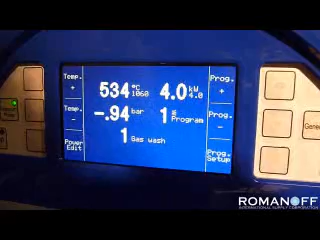 Temp. + 534 °C 1060 4.0 kW 4.0 Prog. +
Temp. - -.94 bar 1 Program Prog. -
1 Gas wash
Power Edit Prog. Setup
Gene
ROMANOFF
INTERNATIONAL SUPPLY CORPORATION